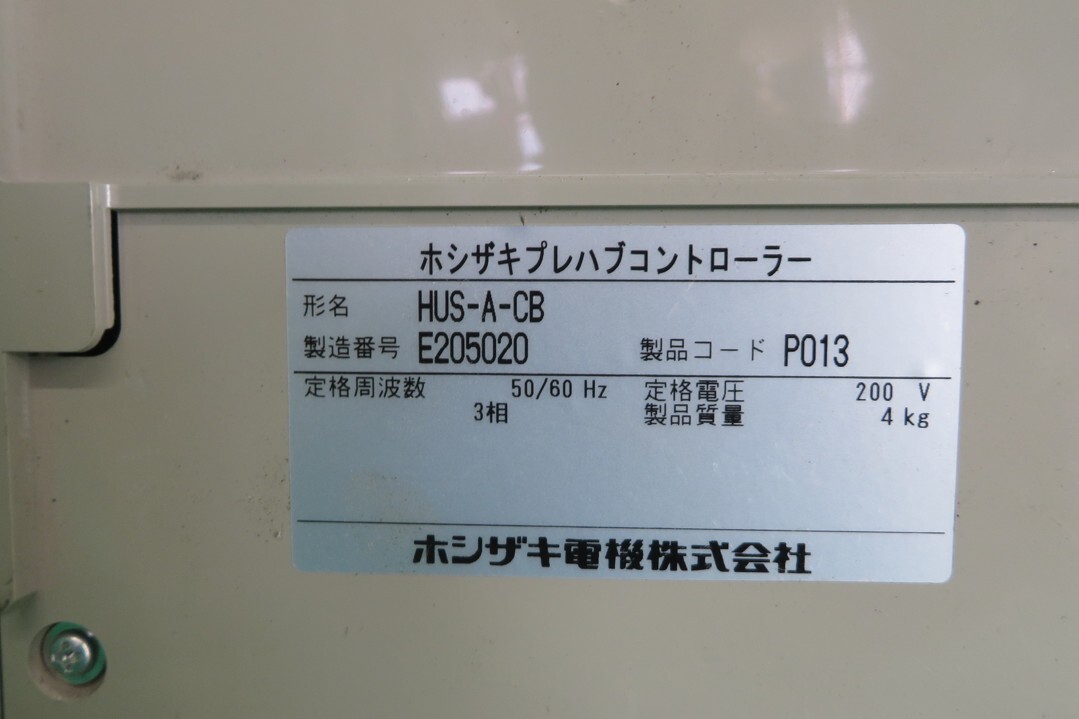 ホシザキプレハブコントローラー
形名 HUS-A-CB
製造番号 E205020 製品コード P013
定格周波数 50/60 Hz 定格電圧 200 V
3相 製品質量 4 kg
ホシザキ電機株式会社